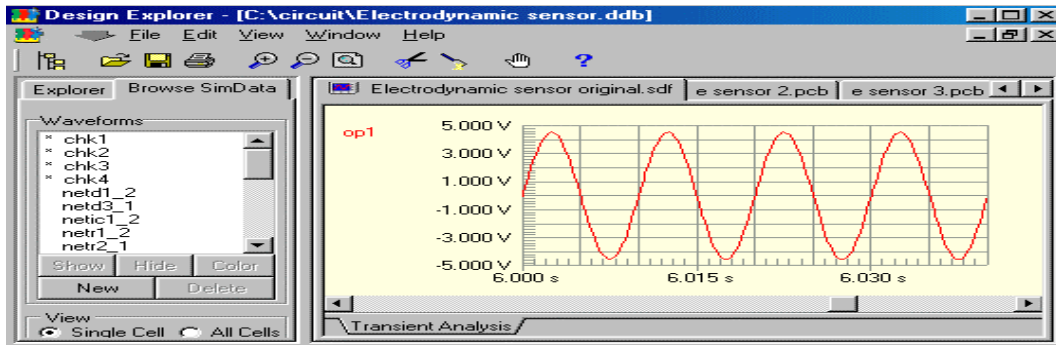 Design Explorer - [C:\circuit\Electrodynamic sensor.ddb]
File Edit View Window Help
Explorer Browse SimData
Electrodynamic sensor original.sdf e sensor 2.pcb e sensor 3.pcb
Waveforms
* chk1
* chk2
* chk3
* chk4
netd1_2
netd3_1
netic1_2
netr1_2
netr2_1
Show Hide Color
New Delete
View
Single Cell All Cells
op1
5.000 V
3.000 V
1.000 V
-1.000 V
-3.000 V
-5.000 V
6.000 s 6.015 s 6.030 s
Transient Analysis